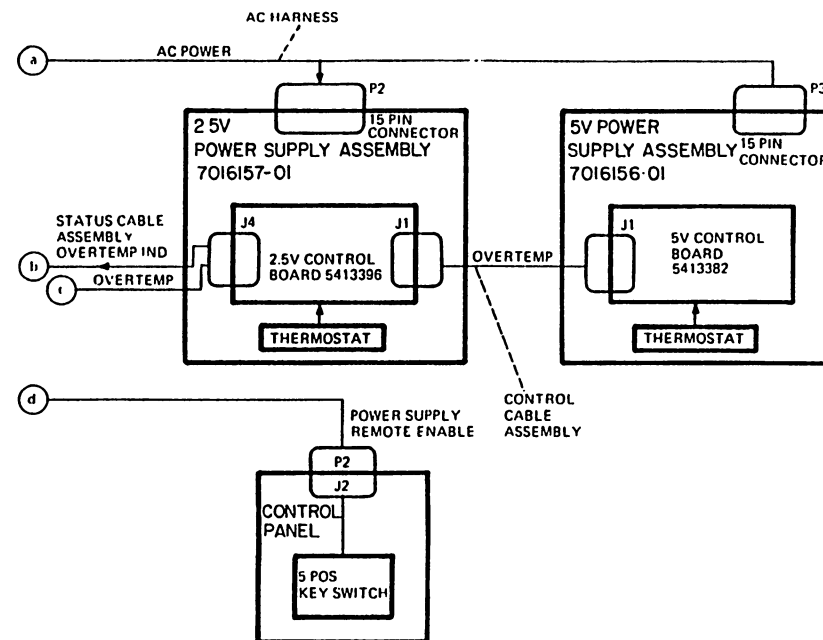 AC HARNESS
a
AC POWER
P2
P3
15 PIN
CONNECTOR
2 5V
POWER SUPPLY ASSEMBLY
7016157-01
5V POWER
SUPPLY ASSEMBLY
7016156-01
15 PIN
CONNECTOR
STATUS CABLE
ASSEMBLY
OVERTEMP IND
b
c
OVERTEMP
J4
J1
2.5V CONTROL
BOARD 5413396
THERMOSTAT
OVERTEMP
J1
5V CONTROL
BOARD
5413382
THERMOSTAT
d
POWER SUPPLY
REMOTE ENABLE
CONTROL
CABLE
ASSEMBLY
P2
J2
CONTROL
PANEL
5 POS
KEY SWITCH